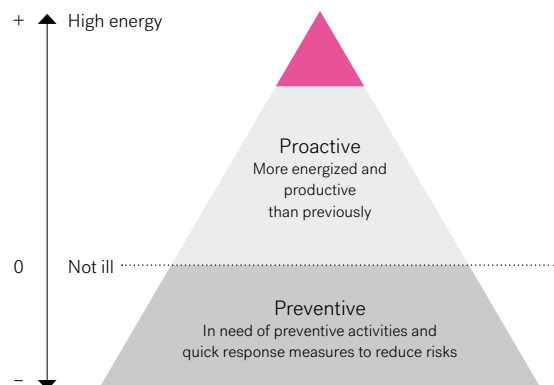 + High energy
Proactive
More energized and
productive
than previously
0 Not ill
Preventive
In need of preventive activities and
quick response measures to reduce risks
–